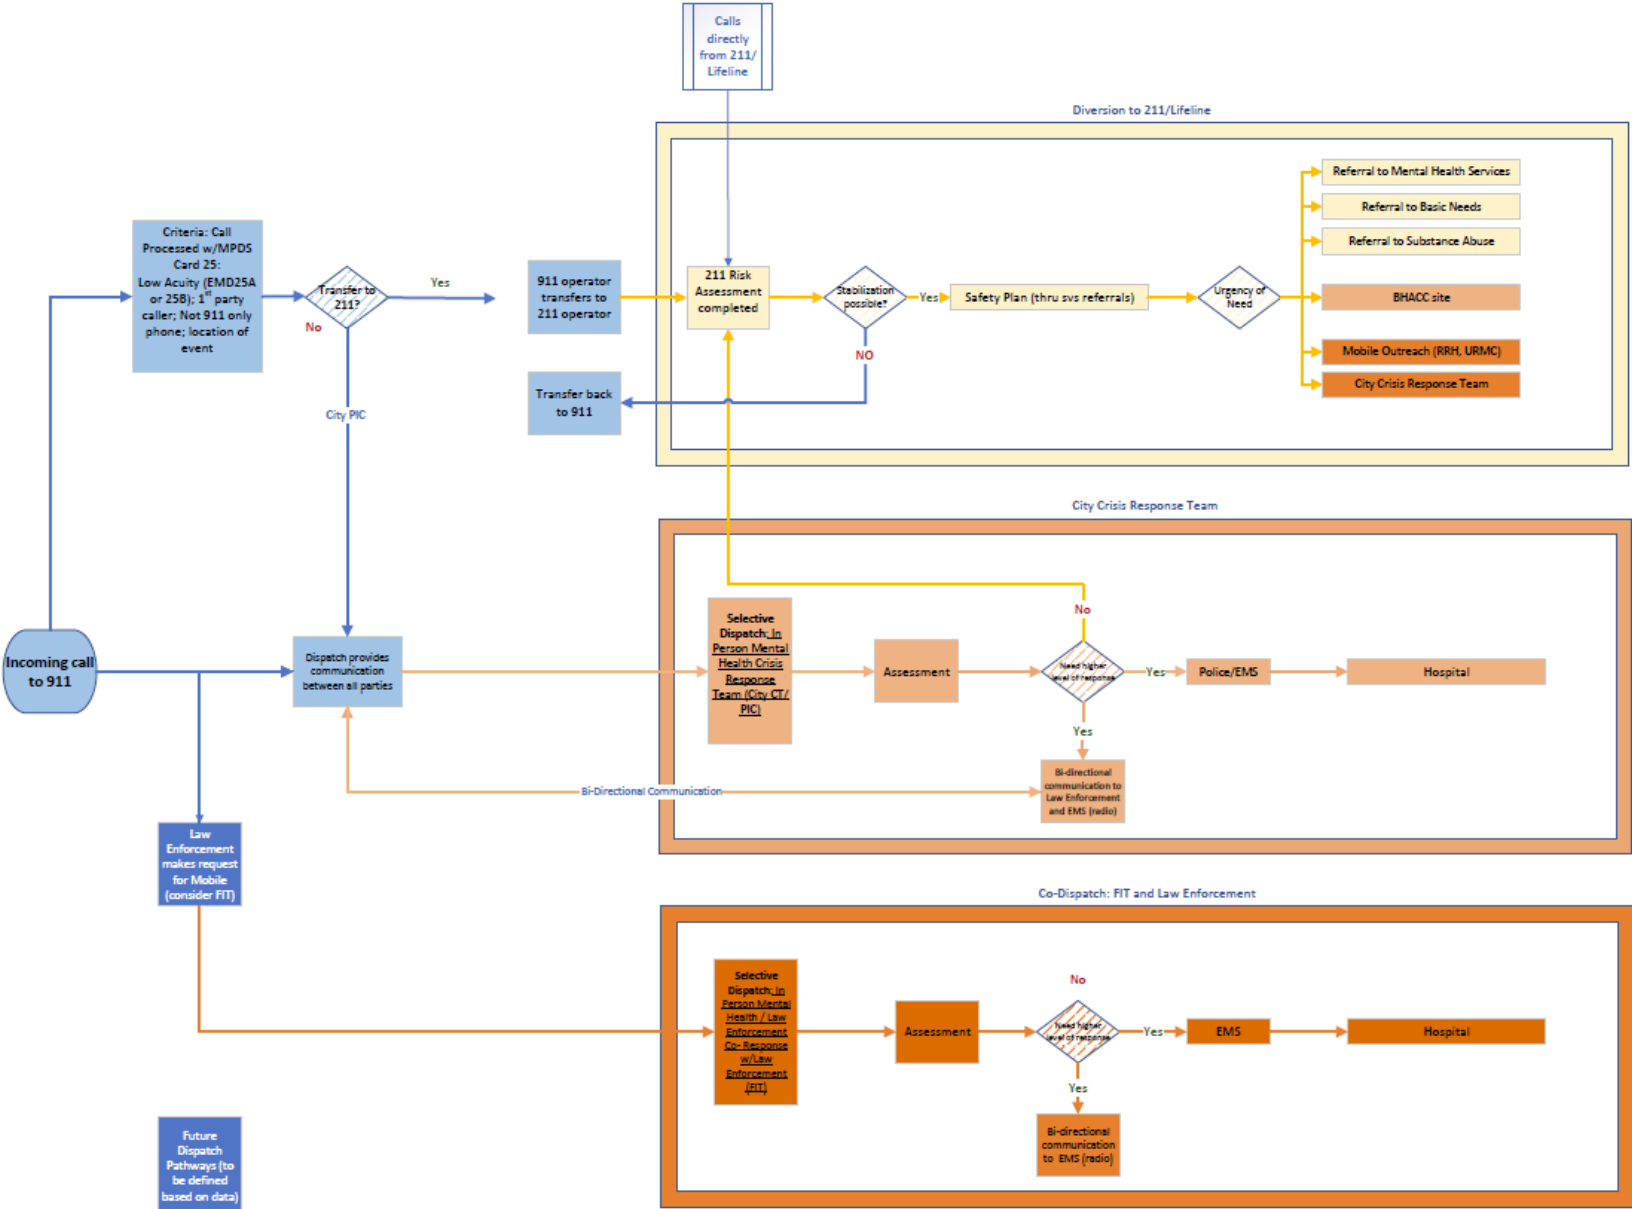 Calls
directly
from 211/
Lifeline
Diversion to 211/Lifeline
Criteria: Call
Processed w/MPDS
Card 25:
Low Acuity (EMD25A
or 25B); 1st party
caller; Not 911 only
phone; location of
event
Transfer to
211?
Yes
No
City PIC
911 operator
transfers to
211 operator
Transfer back
to 911
211 Risk
Assessment
completed
Stabilization
possible?
Yes
NO
Safety Plan (thru svs referrals)
Urgency of
Need
Referral to Mental Health Services
Referral to Basic Needs
Referral to Substance Abuse
BHACC site
Mobile Outreach (RRH, URMC)
City Crisis Response Team
City Crisis Response Team
Incoming call
to 911
Dispatch provides
communication
between all parties
Selective
Dispatch: In
Person Mental
Health Crisis
Response
Team (City CT/
PIC)
Assessment
No
Need higher
level of response
Yes
Police/EMS
Hospital
Yes
Bi-directional
communication to
Law Enforcement
and EMS (radio)
Bi-Directional Communication
Law
Enforcement
makes request
for Mobile
(consider FIT)
Co-Dispatch: FIT and Law Enforcement
Selective
Dispatch: In
Person Mental
Health / Law
Enforcement
Co- Response
w/Law
Enforcement
(FIT)
Assessment
No
Need higher
level of response
Yes
EMS
Hospital
Yes
Bi-directional
communication
to EMS (radio)
Future
Dispatch
Pathways (to
be defined
based on data)